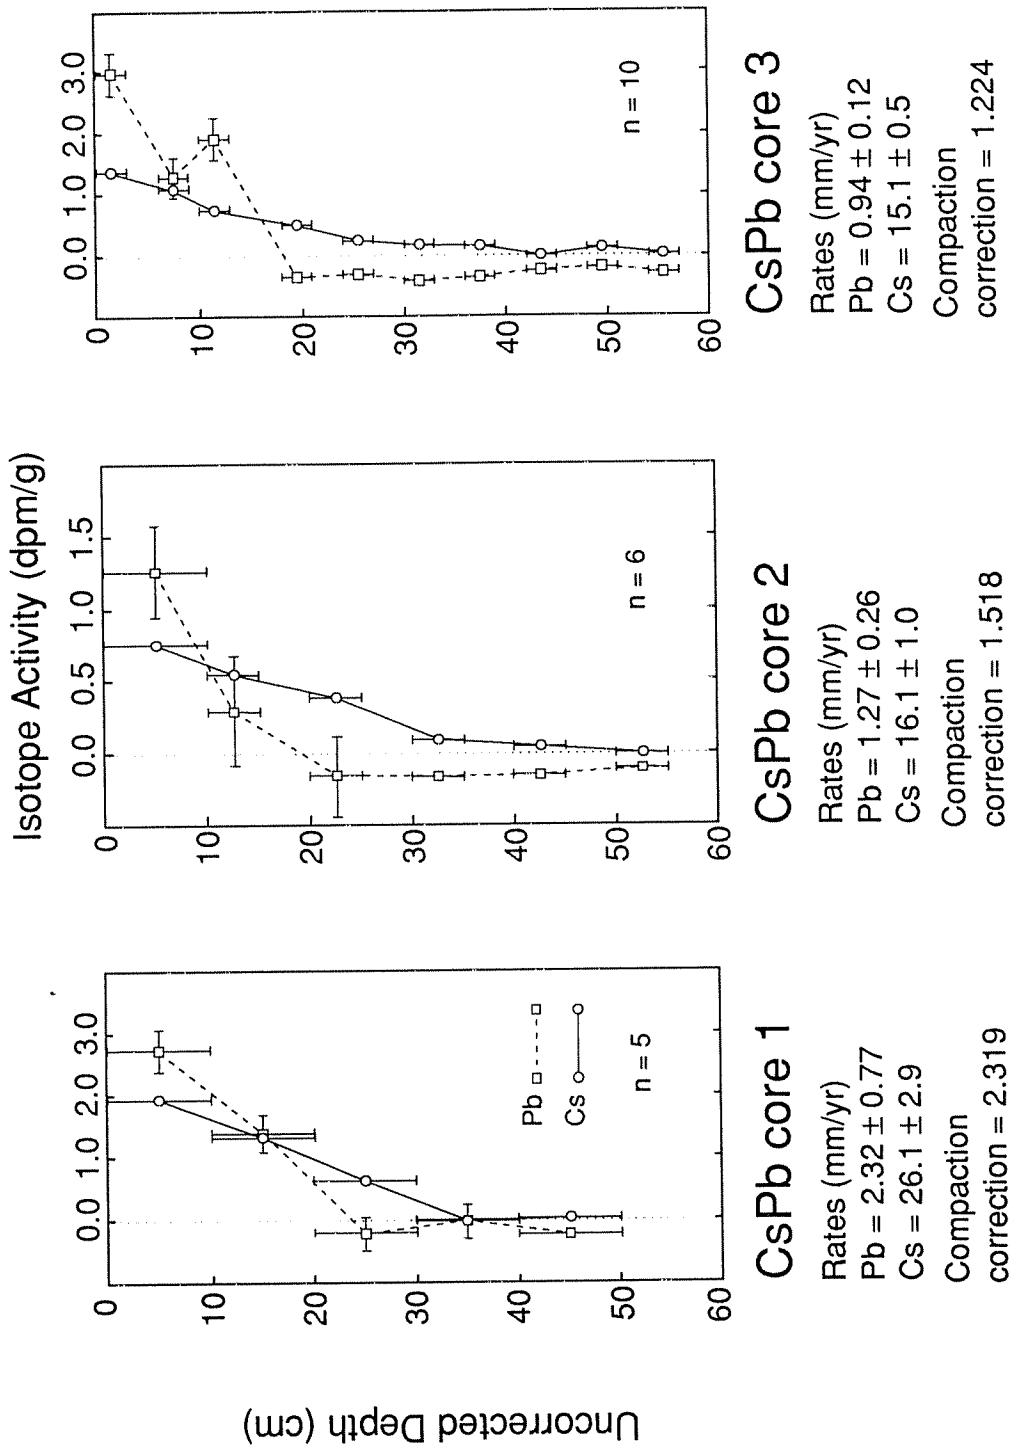 Isotope Activity (dpm/g)
Uncorrected Depth (cm)
0.0 1.0 2.0 3.0
0
10
20
30
40
50
60
Pb
Cs
n = 5
CsPb core 1
Rates (mm/yr)
Pb = 2.32 ± 0.77
Cs = 26.1 ± 2.9
Compaction
correction = 2.319
0.0 0.5 1.0 1.5
0
10
20
30
40
50
60
n = 6
CsPb core 2
Rates (mm/yr)
Pb = 1.27 ± 0.26
Cs = 16.1 ± 1.0
Compaction
correction = 1.518
0.0 1.0 2.0 3.0
0
10
20
30
40
50
60
n = 10
CsPb core 3
Rates (mm/yr)
Pb = 0.94 ± 0.12
Cs = 15.1 ± 0.5
Compaction
correction = 1.224